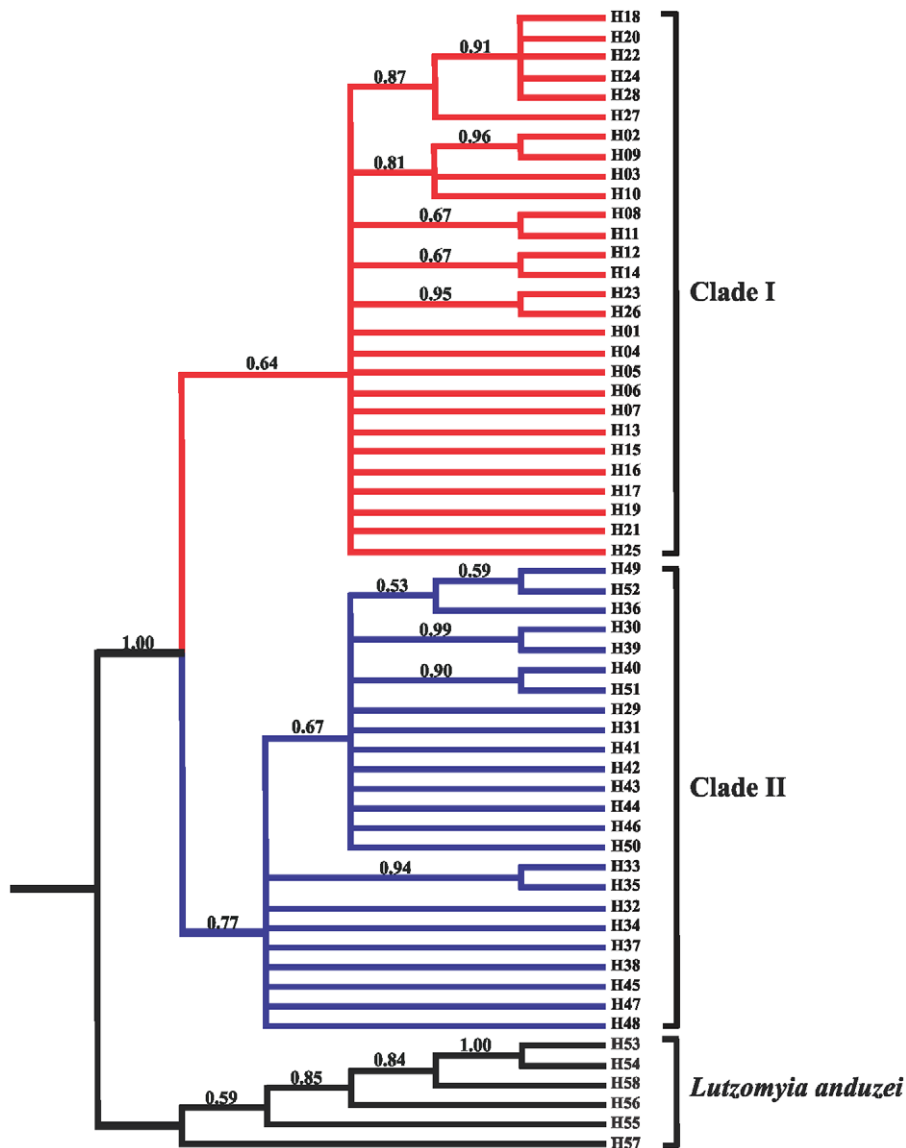 H18
H20
0.91
H22
0.87
H24
H28
H27
0.96
H02
H09
0.81
H03
H10
0.67
H08
H11
0.67
H12
H14
0.95
H23
H26
Clade I
H01
H04
0.64
H05
H06
H07
H13
H15
H16
H17
H19
H21
H25
0.59
H49
0.53
H52
H36
0.99
H30
H39
1.00
0.90
H40
H51
H29
0.67
H31
H41
H42
H43
Clade II
H44
H46
H50
0.94
H33
H35
H32
0.77
H34
H37
H38
H45
H47
H48
1.00
H53
0.84
H54
0.85
H58
Lutzomyia anduzei
0.59
H56
H55
H57